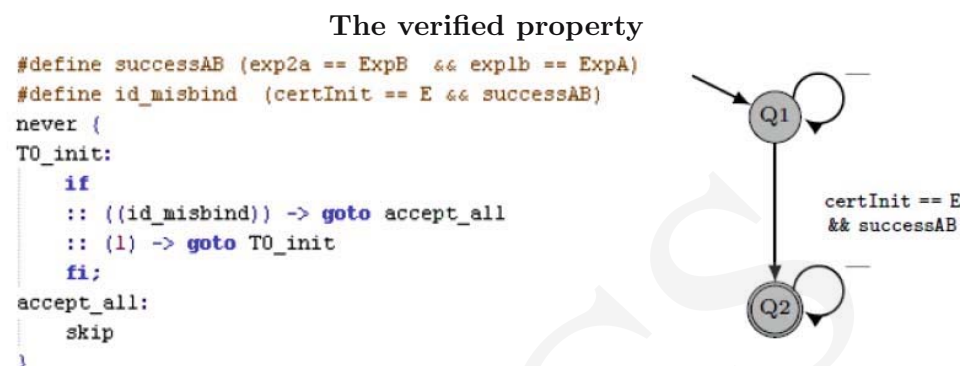 The verified property
#define successAB (exp2a == ExpB && exp1b == ExpA)
#define id_misbind (certInit == E && successAB)
never {
T0_init:
if
:: ((id_misbind)) -> goto accept_all
:: (1) -> goto T0_init
fi;
accept_all:
skip
}
Q1
certInit == E
&& successAB
Q2